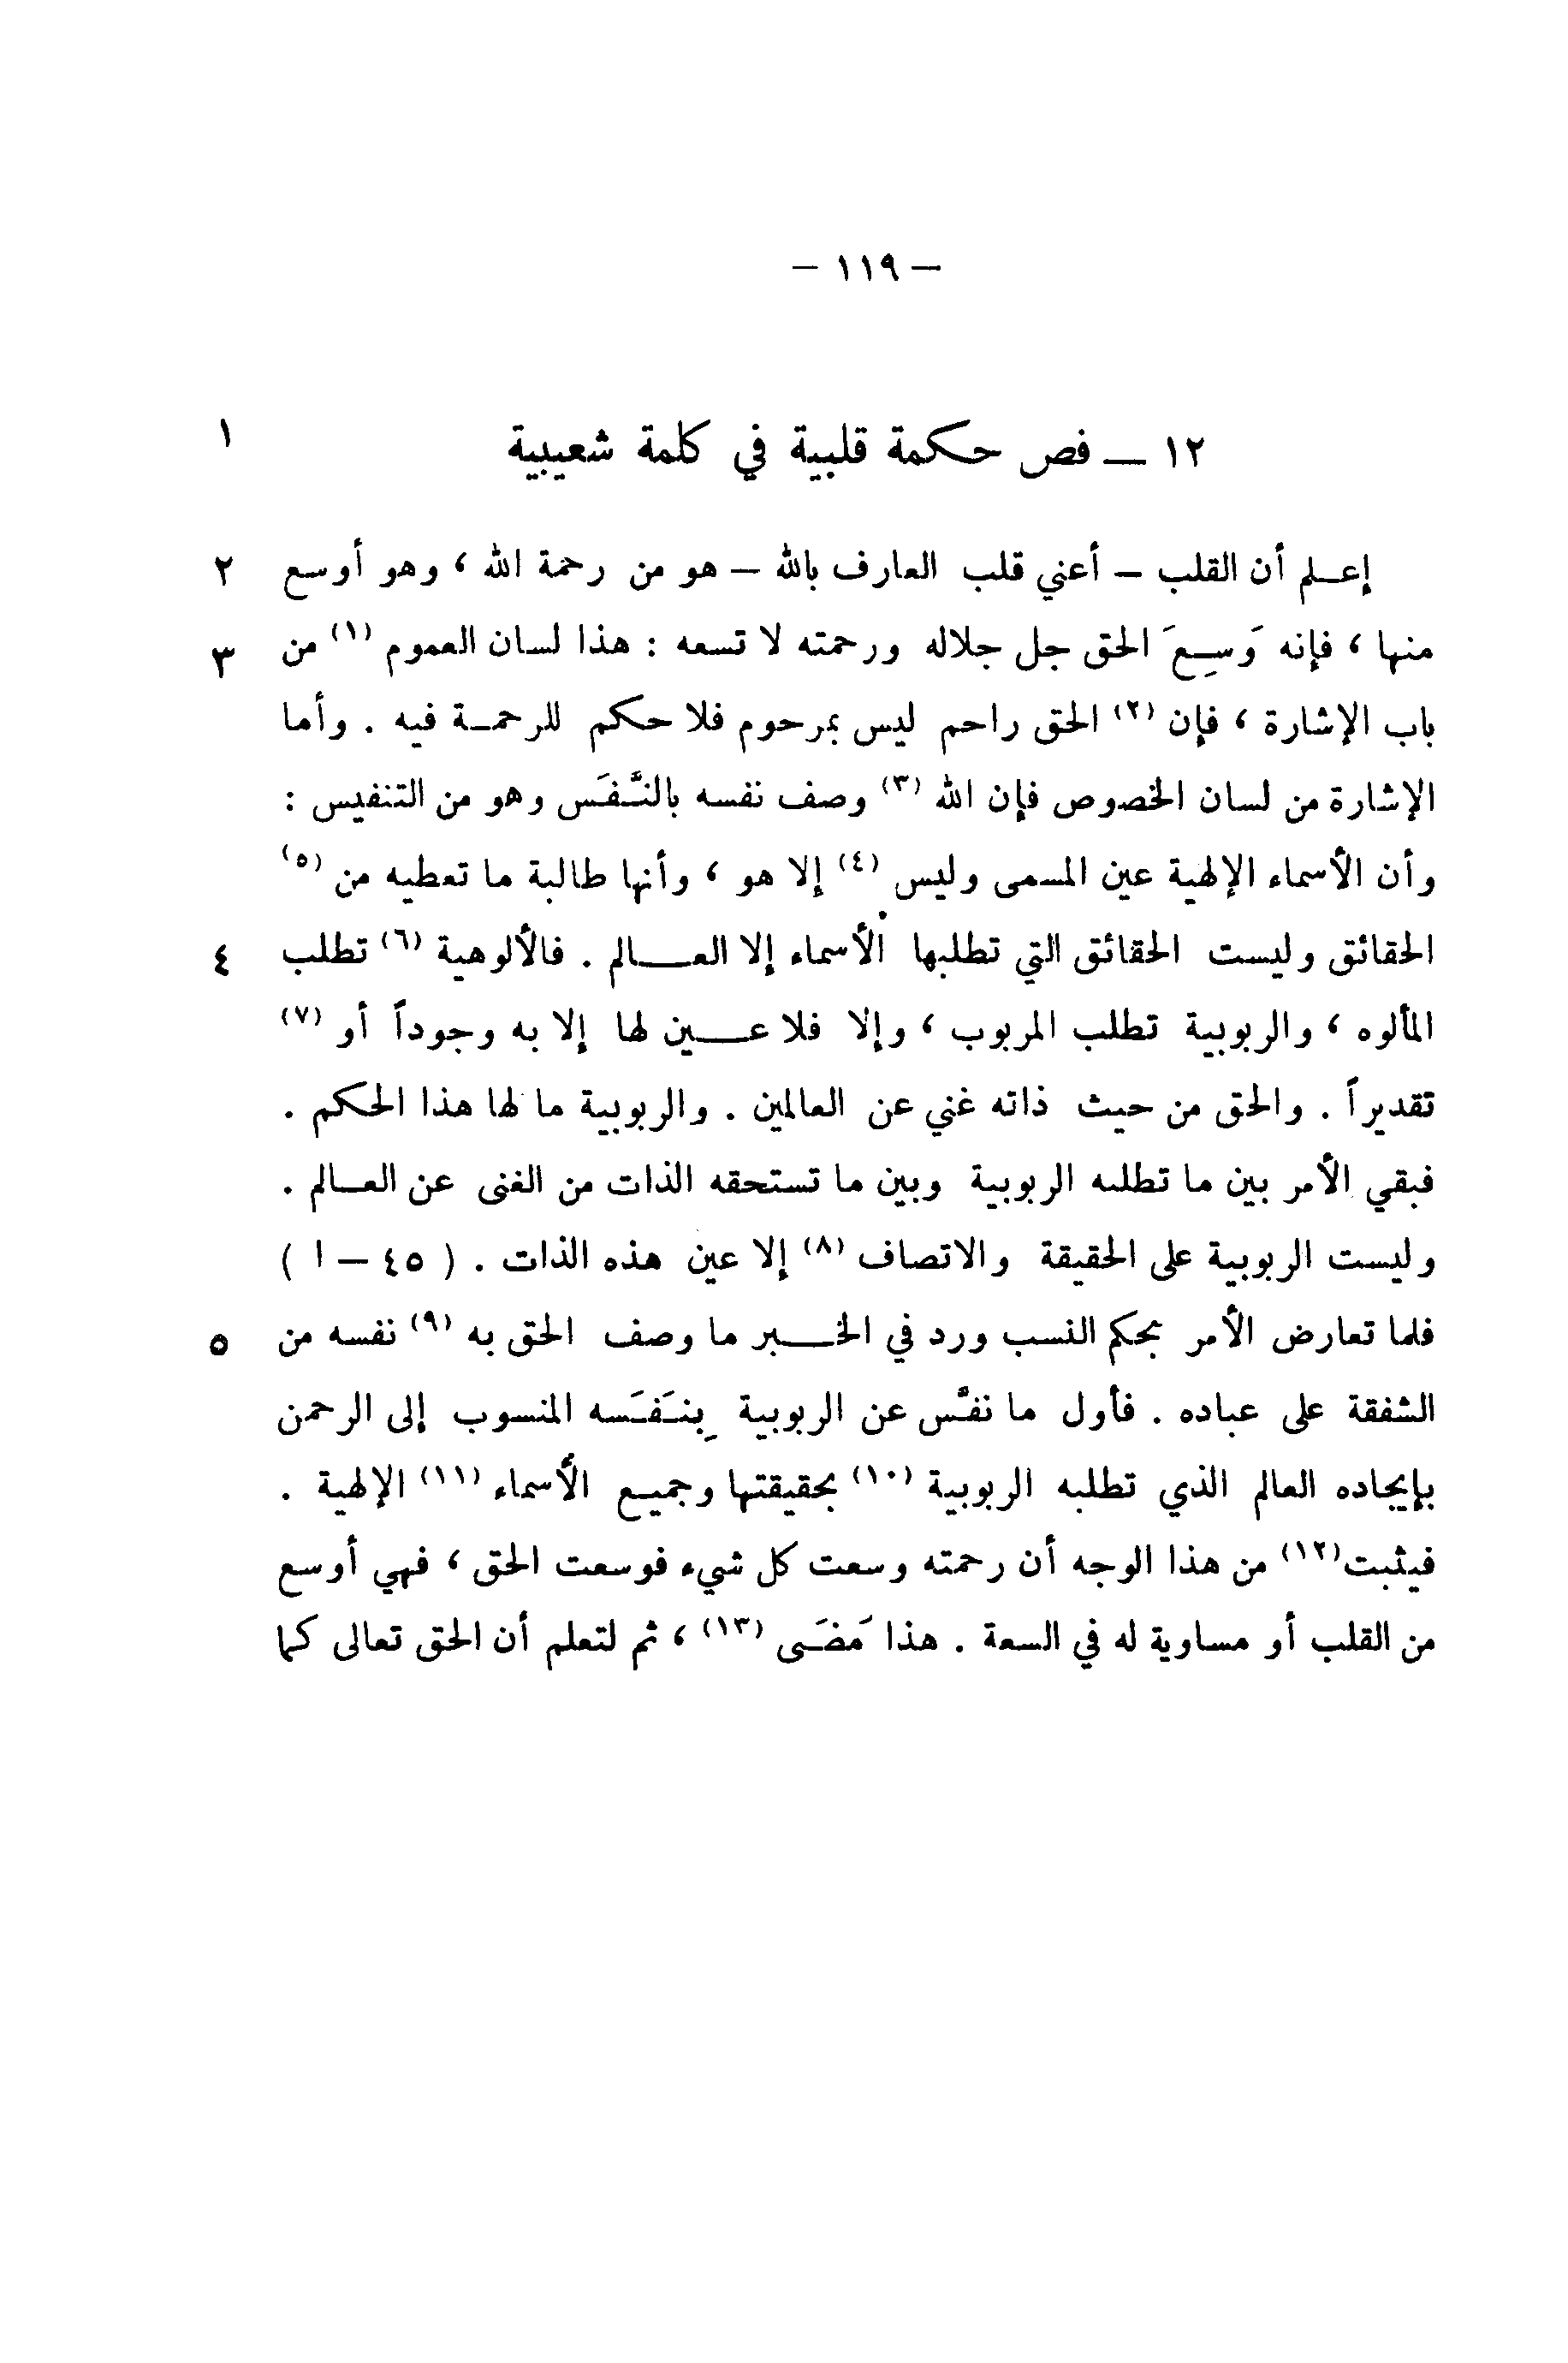 — ١١٩ —
١٢ — فص حكمة قلبية في كلمة شعيبية ١
إعلم أن القلب – أعني قلب العارف بالله – هو من رحمة الله ، وهو أوسع ٢
منها ، فإنه وَسِعَ الحق جل جلاله ورحمته لا تسعه : هذا لسان العموم (١) من ٣
باب الإشارة ، فإن (٢) الحق راحم ليس بمرحوم فلا حكم للرحمة فيه . وأما
الإشارة من لسان الخصوص فإن الله (٣) وصف نفسه بالنَّفَس وهو من التنفيس :
وأن الأسماء الإلهية عين المسمى وليس (٤) إلا هو ، وأنها طالبة ما تعطيه من (٥)
الحقائق وليست الحقائق التي تطلبها الأسماء إلا العالم . فالألوهية (٦) تطلب ٤
المألوه ، والربوبية تطلب المربوب ، وإلا فلا عين لها إلا به وجوداً أو (٧)
تقديراً . والحق من حيث ذاته غني عن العالمين . والربوبية ما لها هذا الحكم .
فبقي الأمر بين ما تطلبه الربوبية وبين ما تستحقه الذات من الغنى عن العالم .
وليست الربوبية على الحقيقة والاتصاف (٨) إلا عين هذه الذات . ( ٤٥ – ا )
فلما تعارض الأمر بحكم النسب ورد في الخبر ما وصف الحق به (٩) نفسه من ٥
الشفقة على عباده . فأول ما نفَّس عن الربوبية بِنَفَسه المنسوب إلى الرحمن
بإيجاده العالم الذي تطلبه الربوبية (١٠) بحقيقتها وجميع الأسماء (١١) الإلهية .
فيثبت (١٢) من هذا الوجه أن رحمته وسعت كل شيء فوسعت الحق ، فهي أوسع
من القلب أو مساوية له في السعة . هذا مَضَى (١٣) ، ثم لتعلم أن الحق تعالى كما